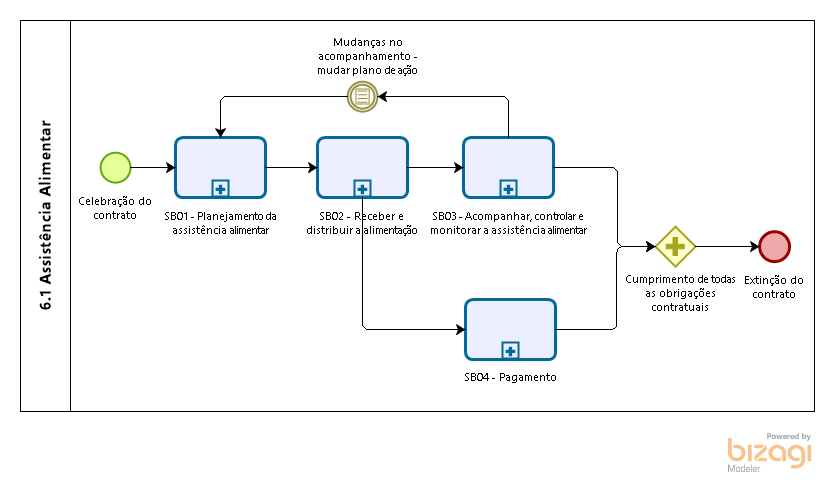 6.1 Assistência Alimentar
Mudanças no
acompanhamento -
mudar plano de ação
Celebração do
contrato
SB01 - Planejamento da
assistência alimentar
SB02 - Receber e
distribuir a alimentação
SB03 - Acompanhar, controlar e
monitorar a assistência alimentar
Cumprimento de todas
as obrigações
contratuais
Extinção do
contrato
SB04 - Pagamento
Powered by
bizagi
Modeler